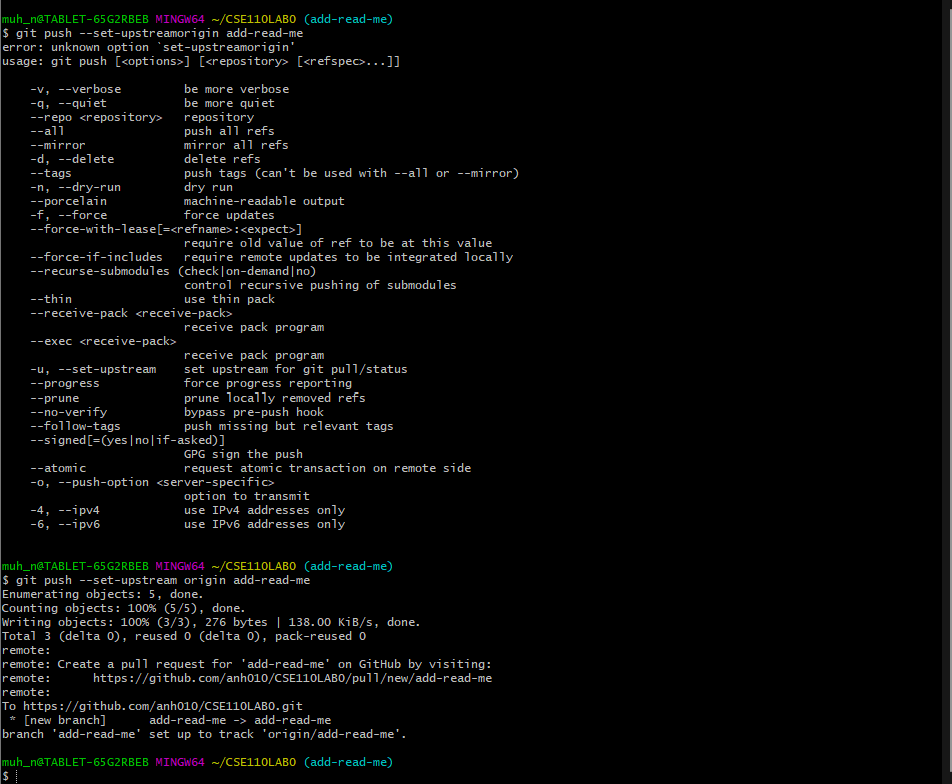 muh_n@TABLET-65G2RBEB MINGW64 ~/CSE110LAB0 (add-read-me)
$ git push --set-upstreamorigin add-read-me
error: unknown option `set-upstreamorigin'
usage: git push [<options>] [<repository> [<refspec>...]]

    -v, --verbose         be more verbose
    -q, --quiet           be more quiet
    --repo <repository>   repository
    --all                 push all refs
    --mirror              mirror all refs
    -d, --delete          delete refs
    --tags                push tags (can't be used with --all or --mirror)
    -n, --dry-run         dry run
    --porcelain           machine-readable output
    -f, --force           force updates
    --force-with-lease[=<refname>:<expect>]
                          require old value of ref to be at this value
    --force-if-includes   require remote updates to be integrated locally
    --recurse-submodules (check|on-demand|no)
                          control recursive pushing of submodules
    --thin                use thin pack
    --receive-pack <receive-pack>
                          receive pack program
    --exec <receive-pack>
                          receive pack program
    -u, --set-upstream    set upstream for git pull/status
    --progress            force progress reporting
    --prune               prune locally removed refs
    --no-verify           bypass pre-push hook
    --follow-tags         push missing but relevant tags
    --signed[=(yes|no|if-asked)]
                          GPG sign the push
    --atomic              request atomic transaction on remote side
    -o, --push-option <server-specific>
                          option to transmit
    -4, --ipv4            use IPv4 addresses only
    -6, --ipv6            use IPv6 addresses only

muh_n@TABLET-65G2RBEB MINGW64 ~/CSE110LAB0 (add-read-me)
$ git push --set-upstream origin add-read-me
Enumerating objects: 5, done.
Counting objects: 100% (5/5), done.
Writing objects: 100% (3/3), 276 bytes | 138.00 KiB/s, done.
Total 3 (delta 0), reused 0 (delta 0), pack-reused 0
remote:
remote: Create a pull request for 'add-read-me' on GitHub by visiting:
remote:      https://github.com/anh010/CSE110LAB0/pull/new/add-read-me
remote:
To https://github.com/anh010/CSE110LAB0.git
 * [new branch]      add-read-me -> add-read-me
branch 'add-read-me' set up to track 'origin/add-read-me'.

muh_n@TABLET-65G2RBEB MINGW64 ~/CSE110LAB0 (add-read-me)
$